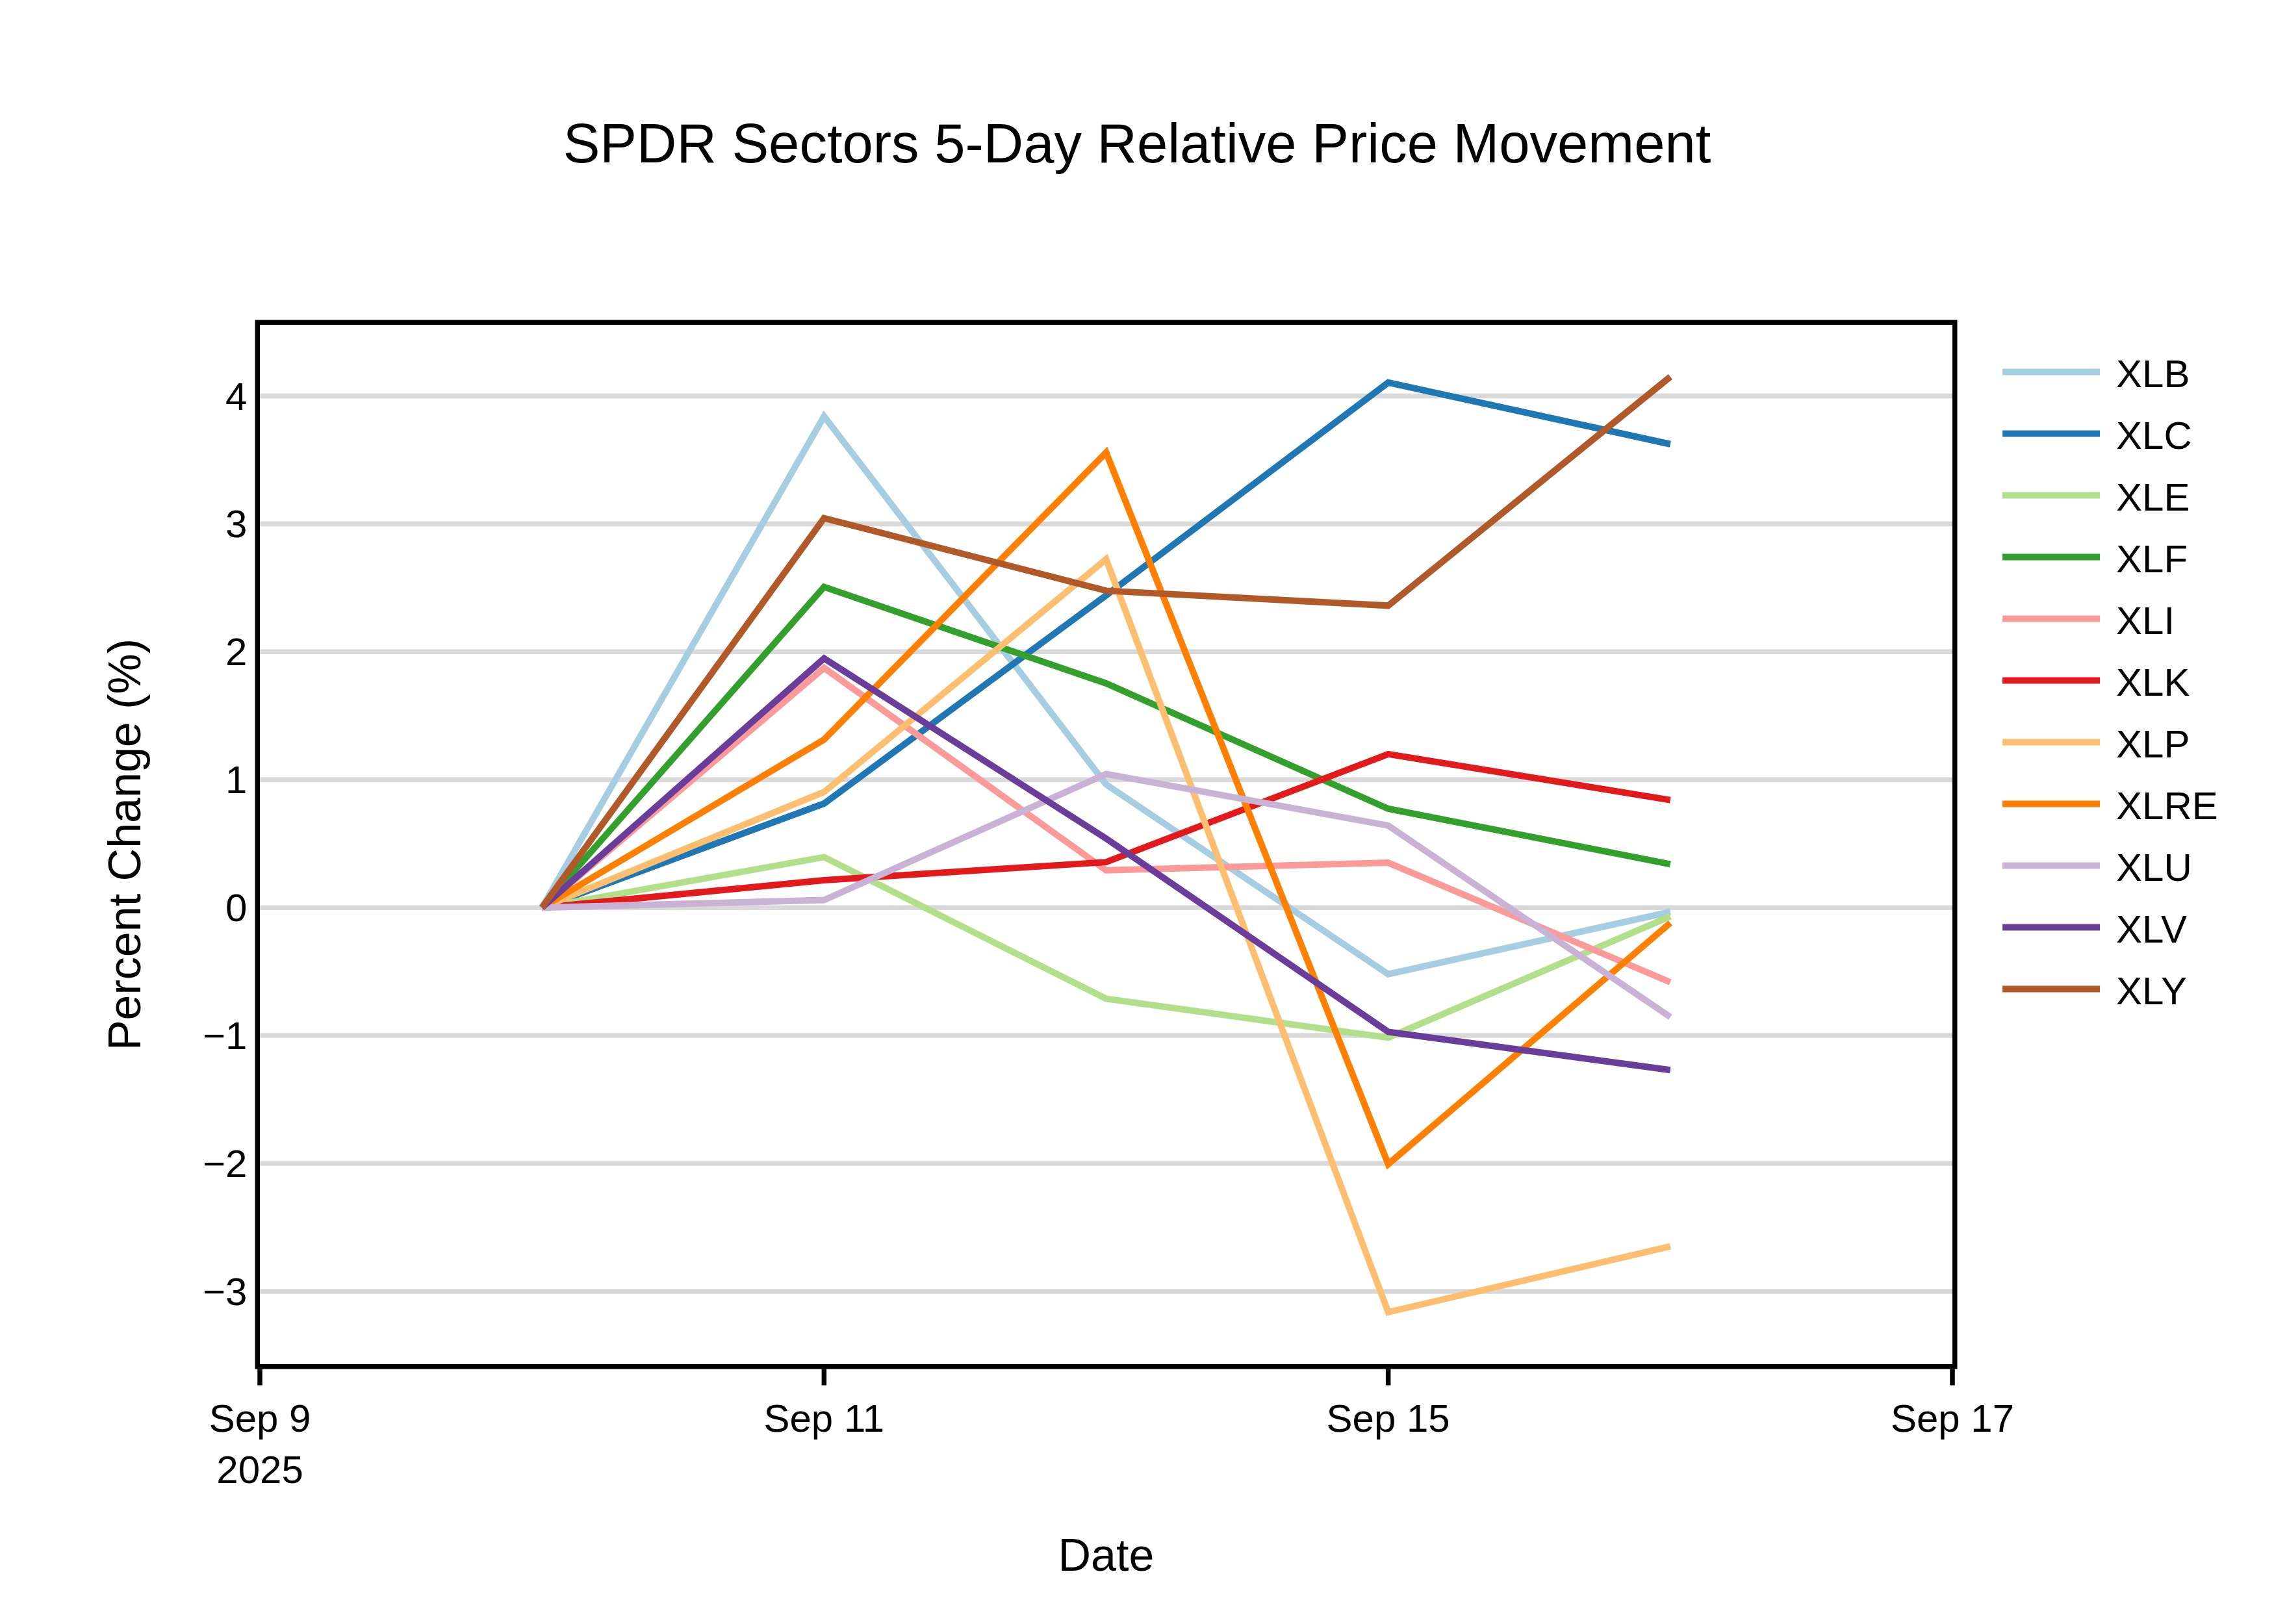 SPDR Sectors 5-Day Relative Price Movement
Percent Change (%)
4
3
2
1
0
−1
−2
−3
Sep 9
2025
Sep 11
Sep 15
Sep 17
Date
XLB
XLC
XLE
XLF
XLI
XLK
XLP
XLRE
XLU
XLV
XLY